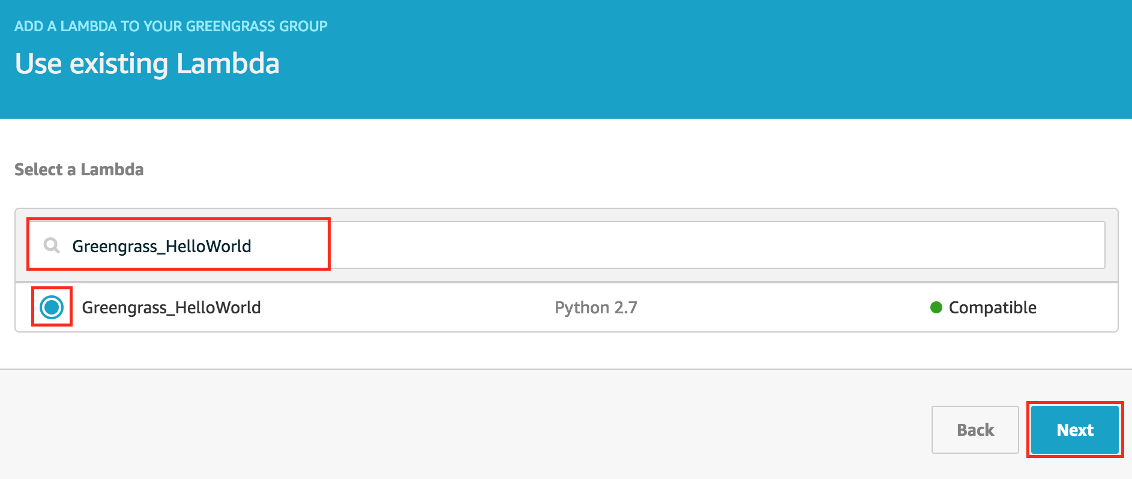 ADD A LAMBDA TO YOUR GREENGRASS GROUP
Use existing Lambda
Select a Lambda
Greengrass_HelloWorld
Greengrass_HelloWorld Python 2.7 Compatible
Back Next